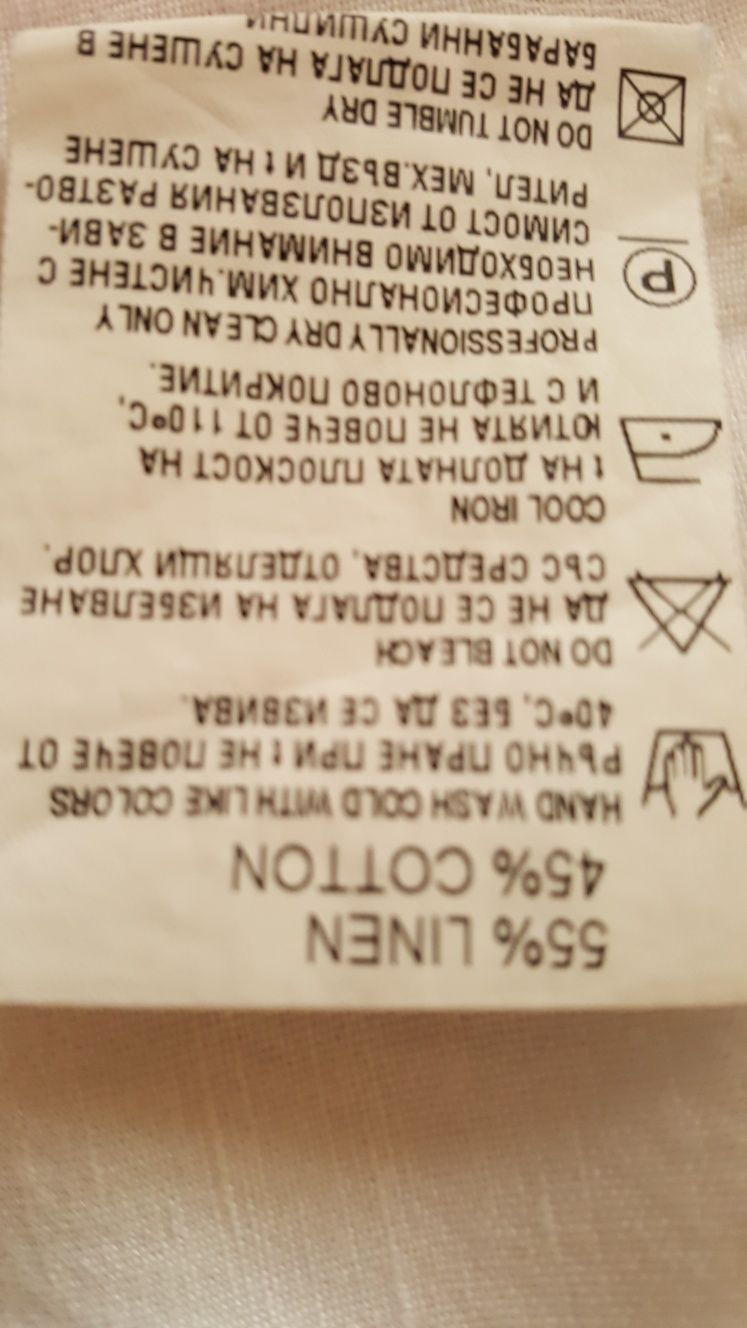 55% LINEN
45% COTTON
HAND WASH COLD WITH LIKE COLORS
РЪЧНО ПРАНЕ ПРИ t НЕ ПОВЕЧЕ ОТ
40°C, БЕЗ ДА СЕ ИЗВИВА.
DO NOT BLEACH
ДА НЕ СЕ ПОДЛАГА НА ИЗБЕЛВАНЕ
СЪС СРЕДСТВА, ОТДЕЛЯЩИ ХЛОР.
COOL IRON
t НА ДОЛНАТА ПЛОСКОСТ НА
ЮТИЯТА НЕ ПОВЕЧЕ ОТ 110°C,
И С ТЕФЛОНОВО ПОКРИТИЕ.
PROFESSIONALLY DRY CLEAN ONLY
ПРОФЕСИОНАЛНО ХИМ.ЧИСТЕНЕ С
НЕОБХОДИМО ВНИМАНИЕ В ЗАВИ-
СИМОСТ ОТ ИЗПОЛЗВАНИЯ РАЗТВО-
РИТЕЛ, МЕХ.ВЪЗД И t НА СУШЕНЕ
P
DO NOT TUMBLE DRY
ДА НЕ СЕ ПОДЛАГА НА СУШЕНЕ В
БАРАБАННИ СУШИЛНИ